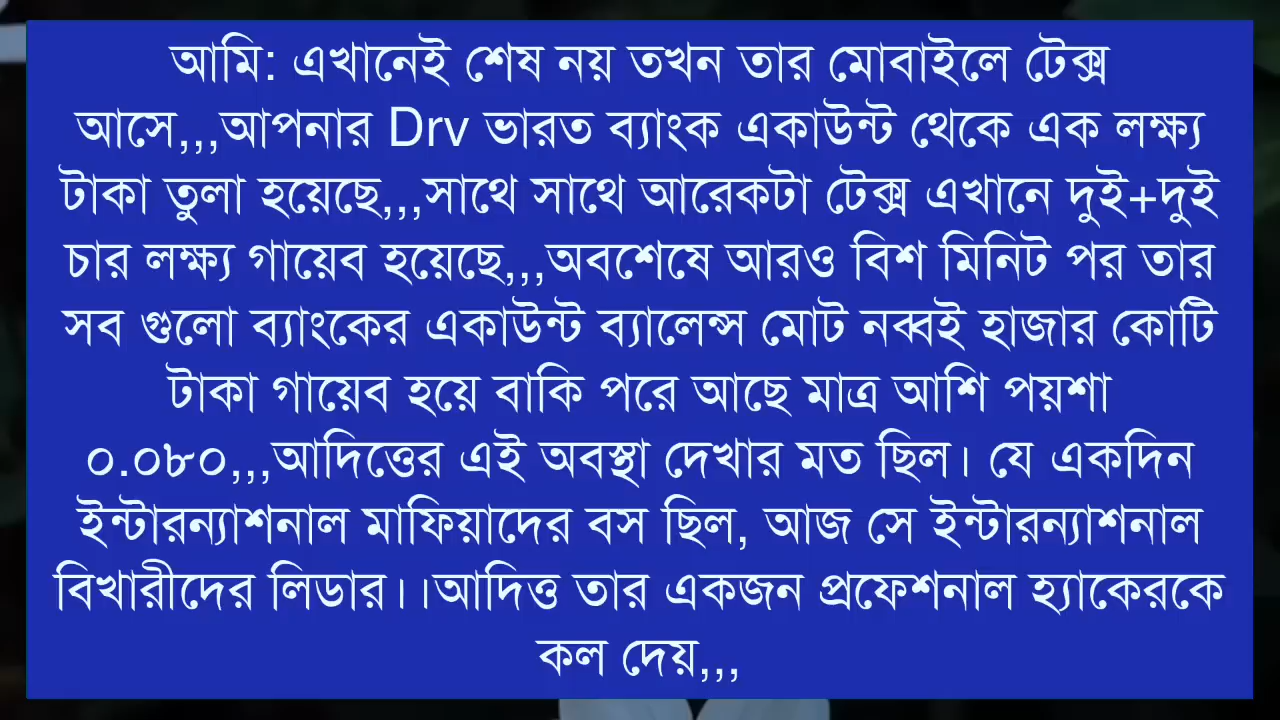 আমি: এখানেই শেষ নয় তখন তার মোবাইলে টেক্স
আসে,,,আপনার Drv ভারত ব্যাংক একাউন্ট থেকে এক লক্ষ্য
টাকা তুলা হয়েছে,,,সাথে সাথে আরেকটা টেক্স এখানে দুই+দুই
চার লক্ষ্য গায়েব হয়েছে,,,অবশেষে আরও বিশ মিনিট পর তার
সব গুলো ব্যাংকের একাউন্ট ব্যালেন্স মোট নব্বই হাজার কোটি
টাকা গায়েব হয়ে বাকি পরে আছে মাত্র আশি পয়শা
০.০৮০,,,আদিত্তের এই অবস্থা দেখার মত ছিল। যে একদিন
ইন্টারন্যাশনাল মাফিয়াদের বস ছিল, আজ সে ইন্টারন্যাশনাল
বিখারীদের লিডার।।আদিত্ত তার একজন প্রফেশনাল হ্যাকেরকে
কল দেয়,,,